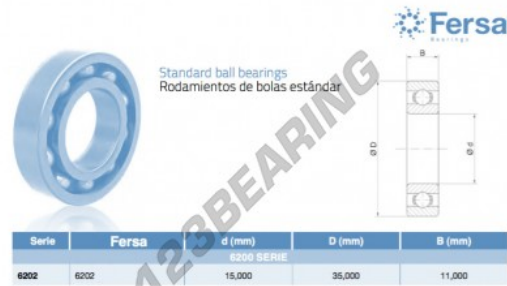 Fersa
Bearings
B
Standard ball bearings
Rodamientos de bolas estándar
Ø D
Ø d
123BEARING
Serie Fersa d (mm) D (mm) B (mm)
6200 SERIE
6202 6202 15,000 35,000 11,000